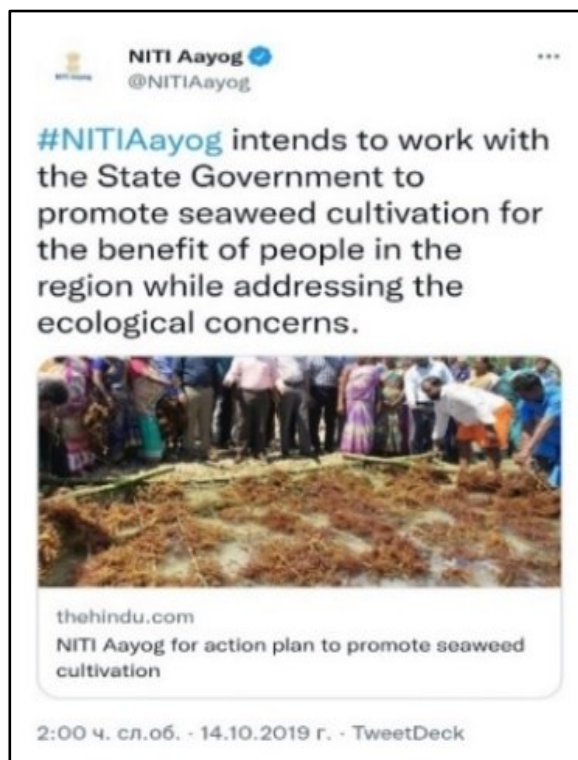 NITI Aayog
@NITIAayog
#NITIAayog intends to work with
the State Government to
promote seaweed cultivation for
the benefit of people in the
region while addressing the
ecological concerns.
thehindu.com
NITI Aayog for action plan to promote seaweed
cultivation
2:00 ч. сл.об. · 14.10.2019 г. · TweetDeck